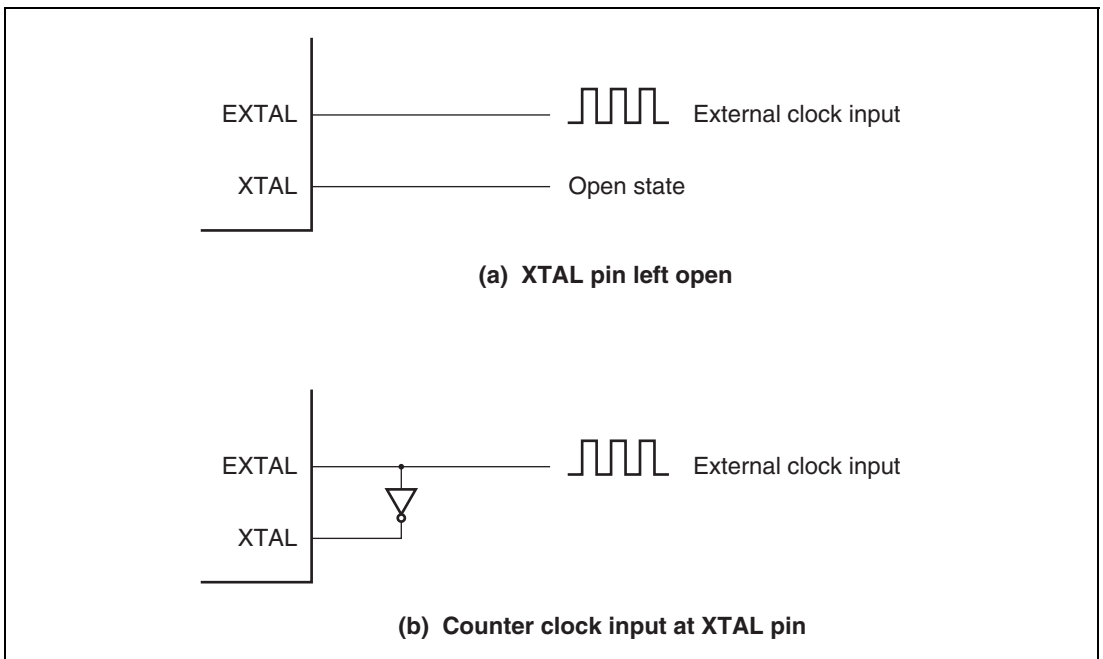 EXTAL
External clock input
XTAL
Open state
(a) XTAL pin left open
EXTAL
External clock input
XTAL
(b) Counter clock input at XTAL pin